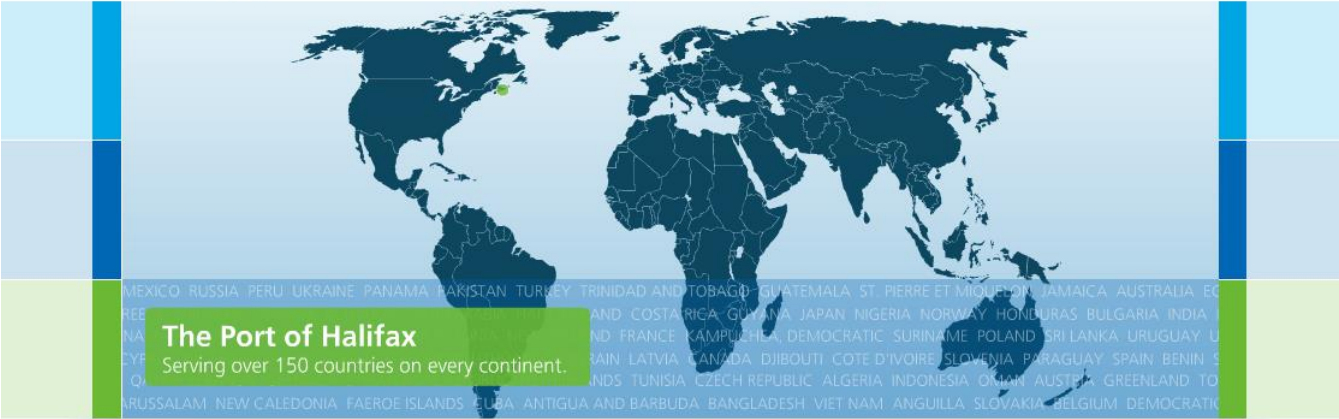 MEXICO RUSSIA PERU UKRAINE PANAMA PAKISTAN TURKEY TRINIDAD AND TOBAGO GUATEMALA ST. PIERRE ET MIQUELON JAMAICA AUSTRALIA
AND COSTA RICA GUYANA JAPAN NIGERIA NORWAY HONDURAS BULGARIA INDIA
The Port of Halifax
FRANCE KAMPUCHEA, DEMOCRATIC SURINAME POLAND SRI LANKA URUGUAY
Serving over 150 countries on every continent.
LATVIA CANADA DJIBOUTI COTE D'IVOIRE SLOVENIA PARAGUAY SPAIN BENIN
TUNISIA CZECH REPUBLIC ALGERIA INDONESIA OMAN AUSTRIA GREENLAND TO
ARUSSALAM NEW CALEDONIA FAEROE ISLANDS CUBA ANTIGUA AND BARBUDA BANGLADESH VIET NAM ANGUILLA SLOVAKIA BELGIUM DEMOCRATIC